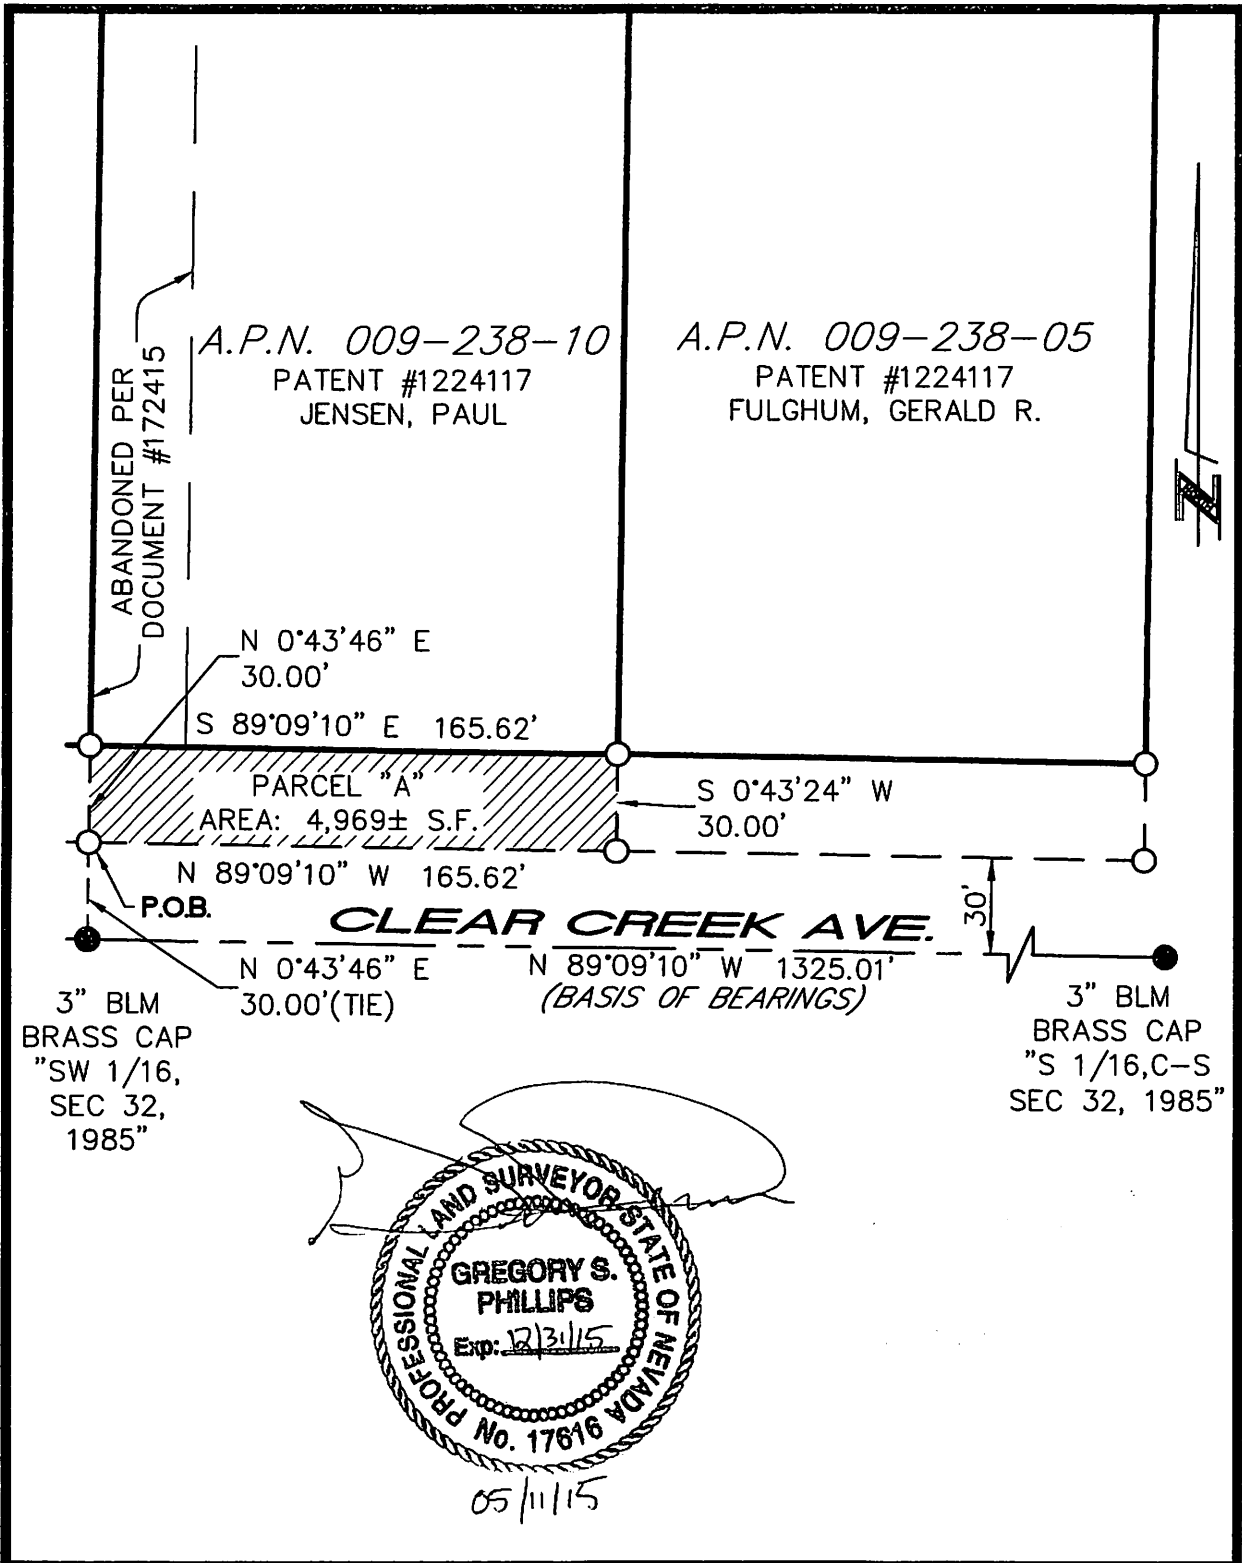 ABANDONED PER
DOCUMENT #1724 15
A.P.N. 009-238-10
PATENT #1224117
JENSEN, PAUL
A.P.N. 009-238-05
PATENT #1224117
FULGHUM, GERALD R.
N
N 0°43'46" E
30.00'
S 89°09'10" E 165.62'
PARCEL "A"
AREA: 4,969± S.F.
S 0°43'24" W
30.00'
N 89°09'10" W 165.62'
P.O.B.
CLEAR CREEK AVE.
30'
N 0°43'46" E
30.00'(TIE)
N 89°09'10" W 1325.01'
(BASIS OF BEARINGS)
3" BLM
BRASS CAP
"SW 1/16,
SEC 32,
1985"
3" BLM
BRASS CAP
"S 1/16,C-S
SEC 32, 1985"
PROFESSIONAL LAND SURVEYOR STATE OF NEVADA
GREGORY S.
PHILLIPS
Exp: 12/31/15
No. 17616
05/11/15